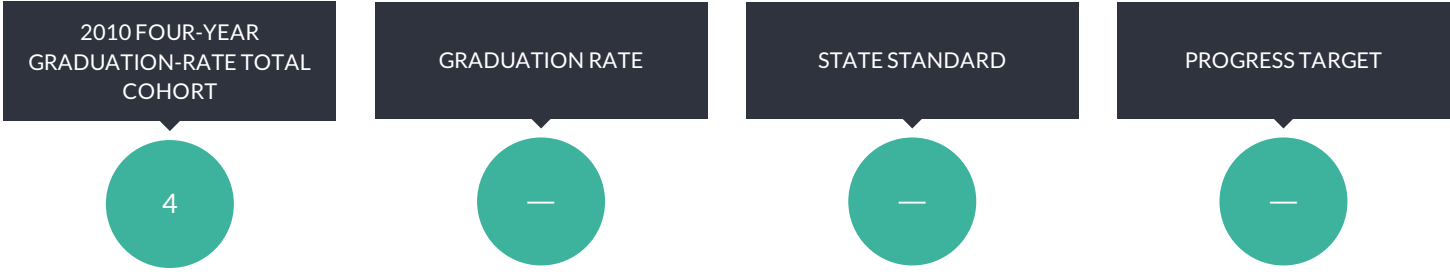 2010 FOUR-YEAR
GRADUATION-RATE TOTAL
COHORT
GRADUATION RATE
STATE STANDARD
PROGRESS TARGET
4
—
—
—